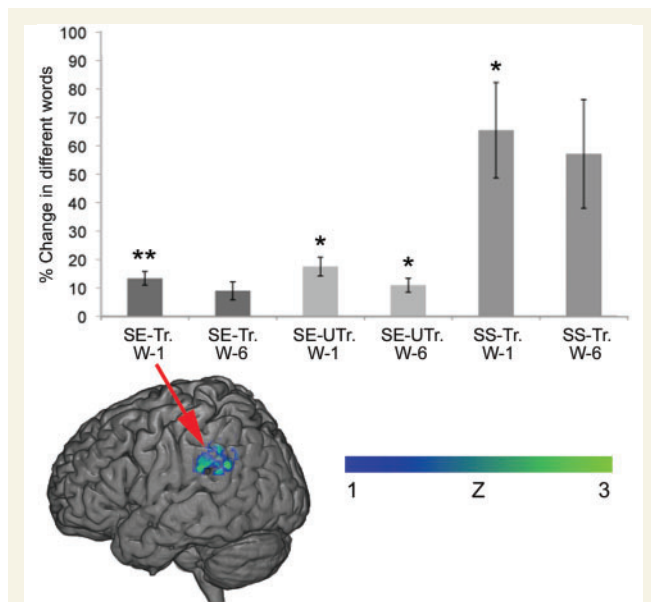 100
90
80
70
60
50
40
30
20
10
0
% Change in different words
** * * *
SE-Tr. SE-Tr. SE-UTr. SE-UTr. SS-Tr. SS-Tr.
W-1 W-6 W-1 W-6 W-1 W-6
1 Z 3